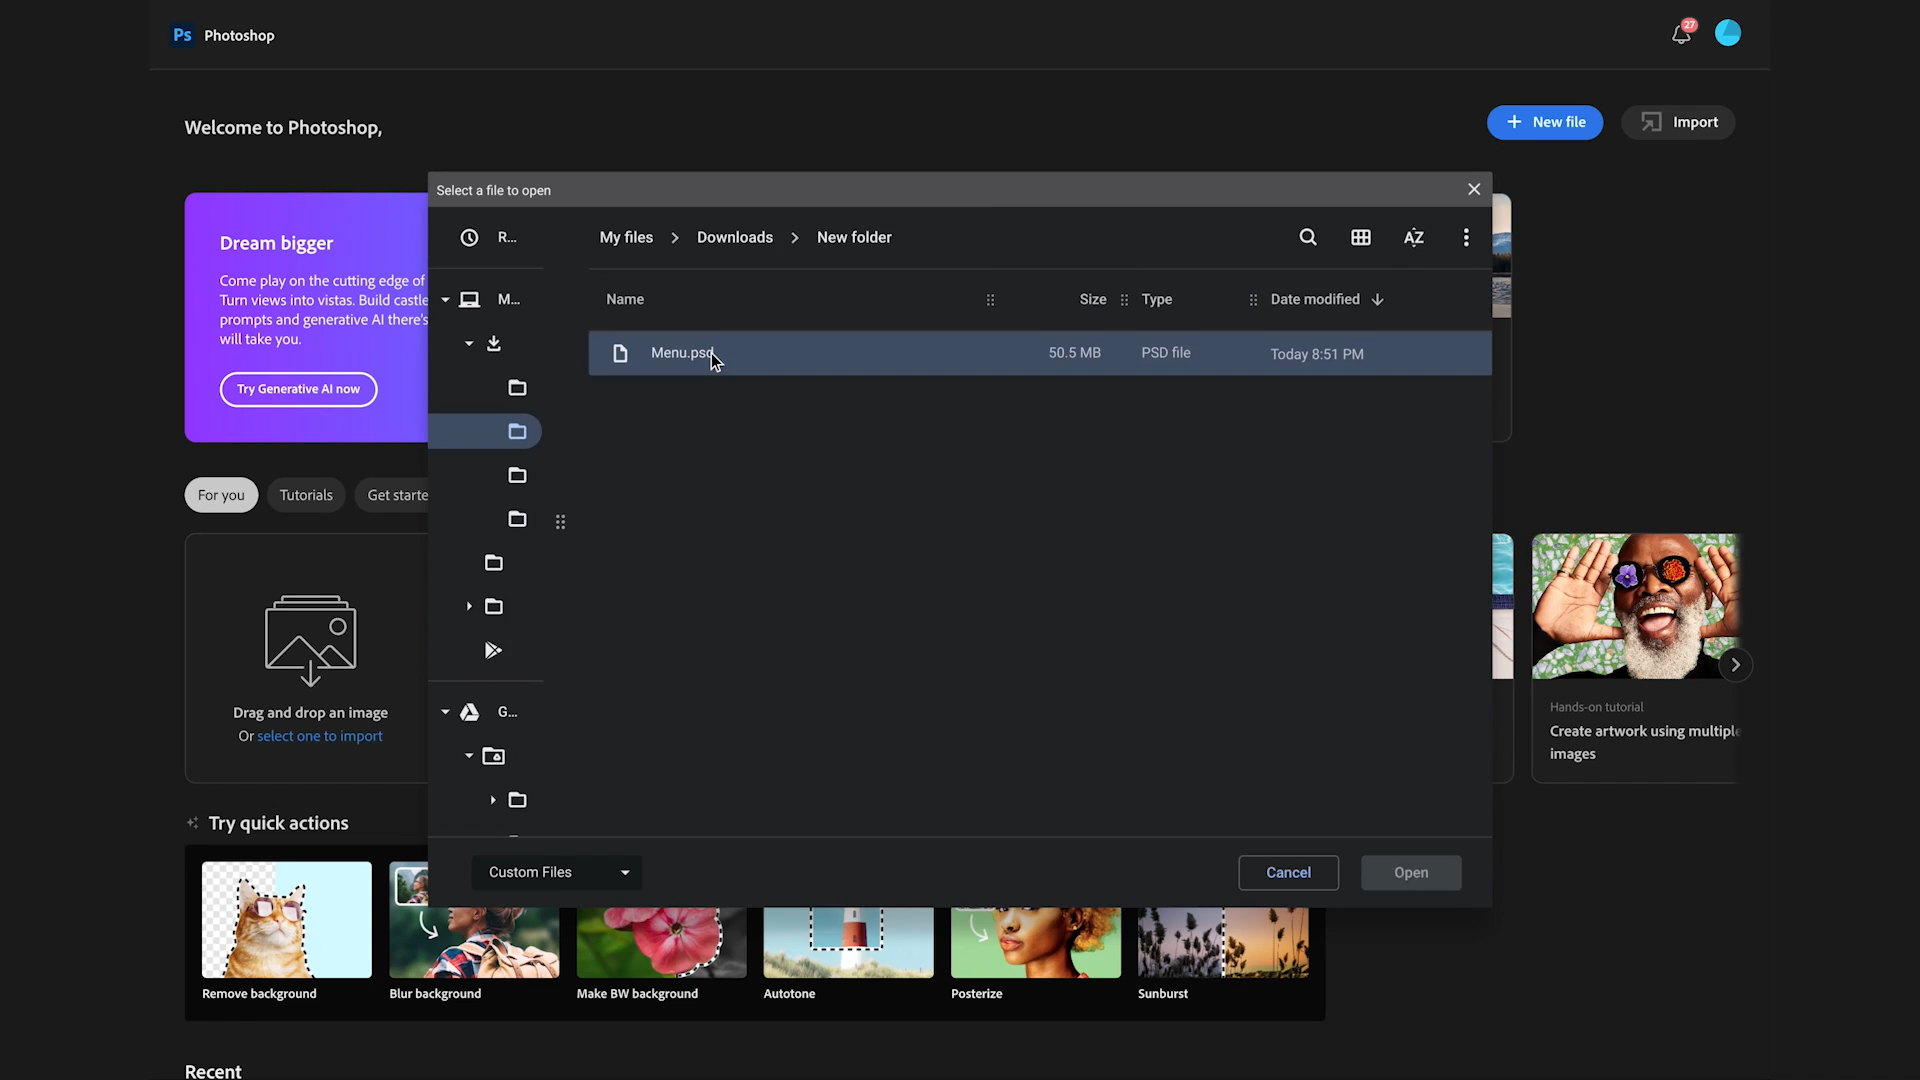 Ps Photoshop
27
Welcome to Photoshop,
+ New file
Import
Select a file to open
R...
My files > Downloads > New folder
AZ
M...
Name Size Type Date modified
Menu.psd 50.5 MB PSD file Today 8:51 PM
Dream bigger
Come play on the cutting edge of
Turn views into vistas. Build castle
prompts and generative AI there's
will take you.
Try Generative AI now
For you
Tutorials
Get starte
Drag and drop an image
Or select one to import
G...
Hands-on tutorial
Create artwork using multiple
images
Try quick actions
Custom Files
Cancel
Open
Remove background
Blur background
Make BW background
Autotone
Posterize
Sunburst
Recent